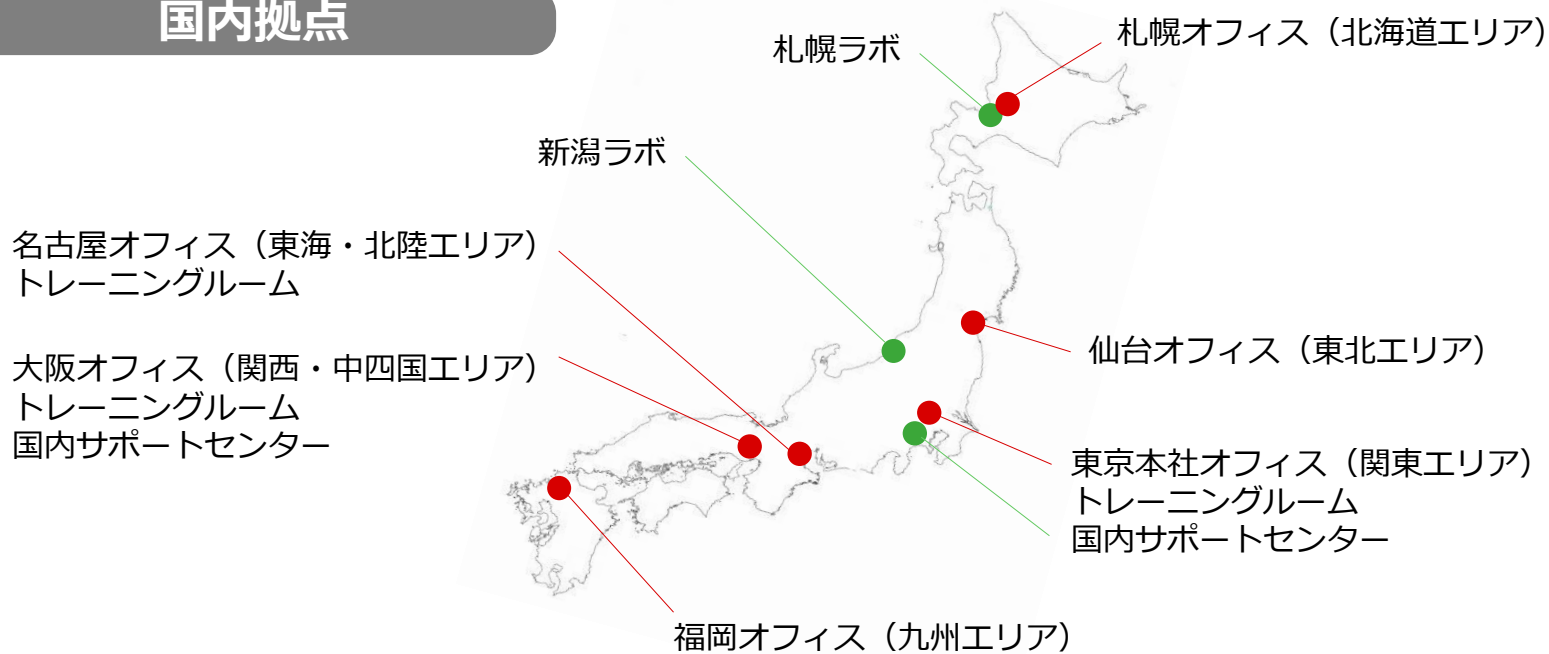 国内拠点
札幌オフィス（北海道エリア）
札幌ラボ
新潟ラボ
名古屋オフィス（東海・北陸エリア）
トレーニングルーム
大阪オフィス（関西・中四国エリア）
トレーニングルーム
国内サポートセンター
仙台オフィス（東北エリア）
東京本社オフィス（関東エリア）
トレーニングルーム
国内サポートセンター
福岡オフィス（九州エリア）